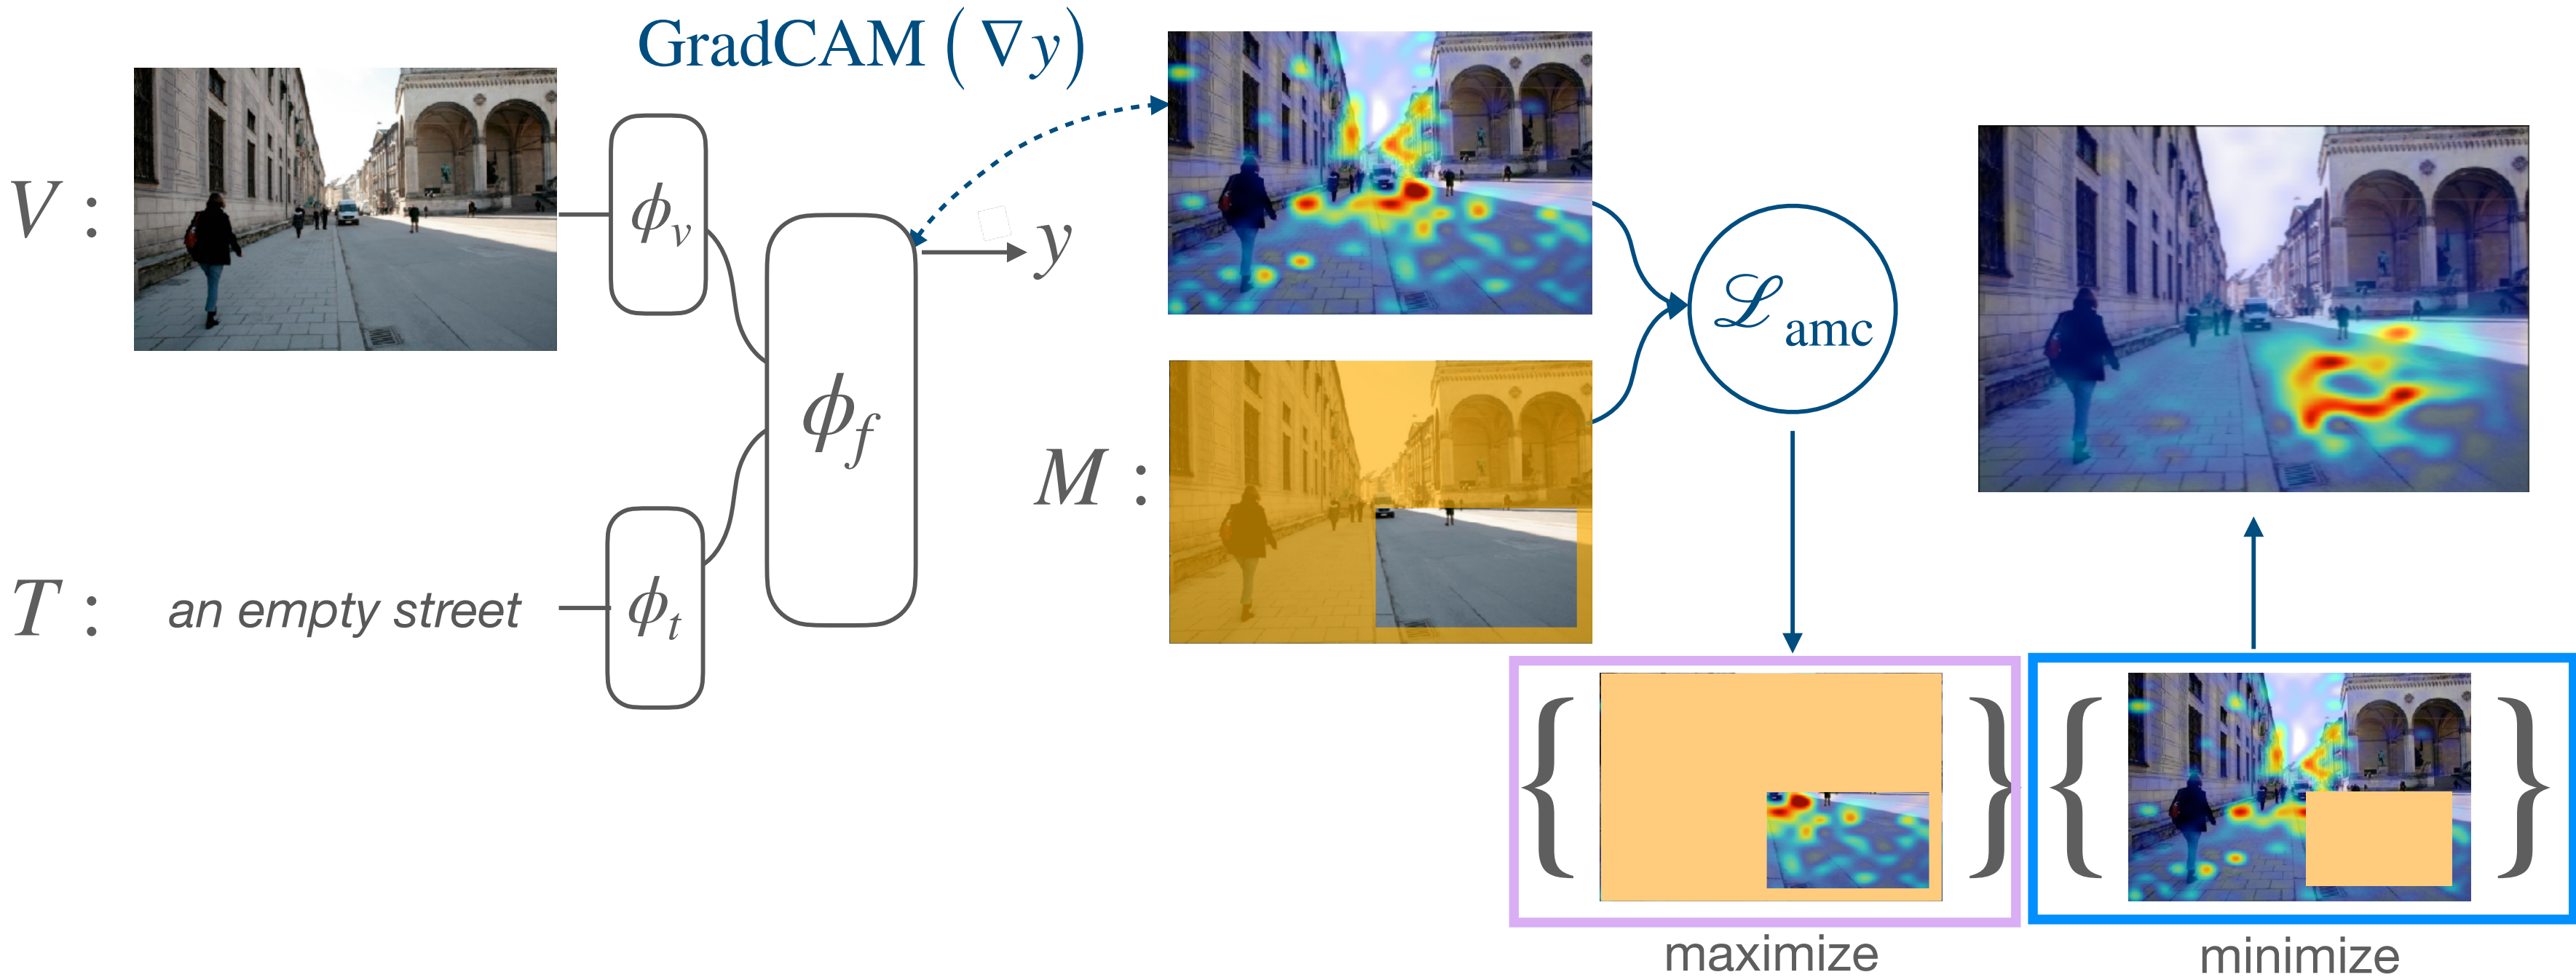 GradCAM ( ∇y )
V :
ϕv
y
ϕf
ℒamc
M :
T : an empty street
ϕt
{ }
{ }
maximize
minimize